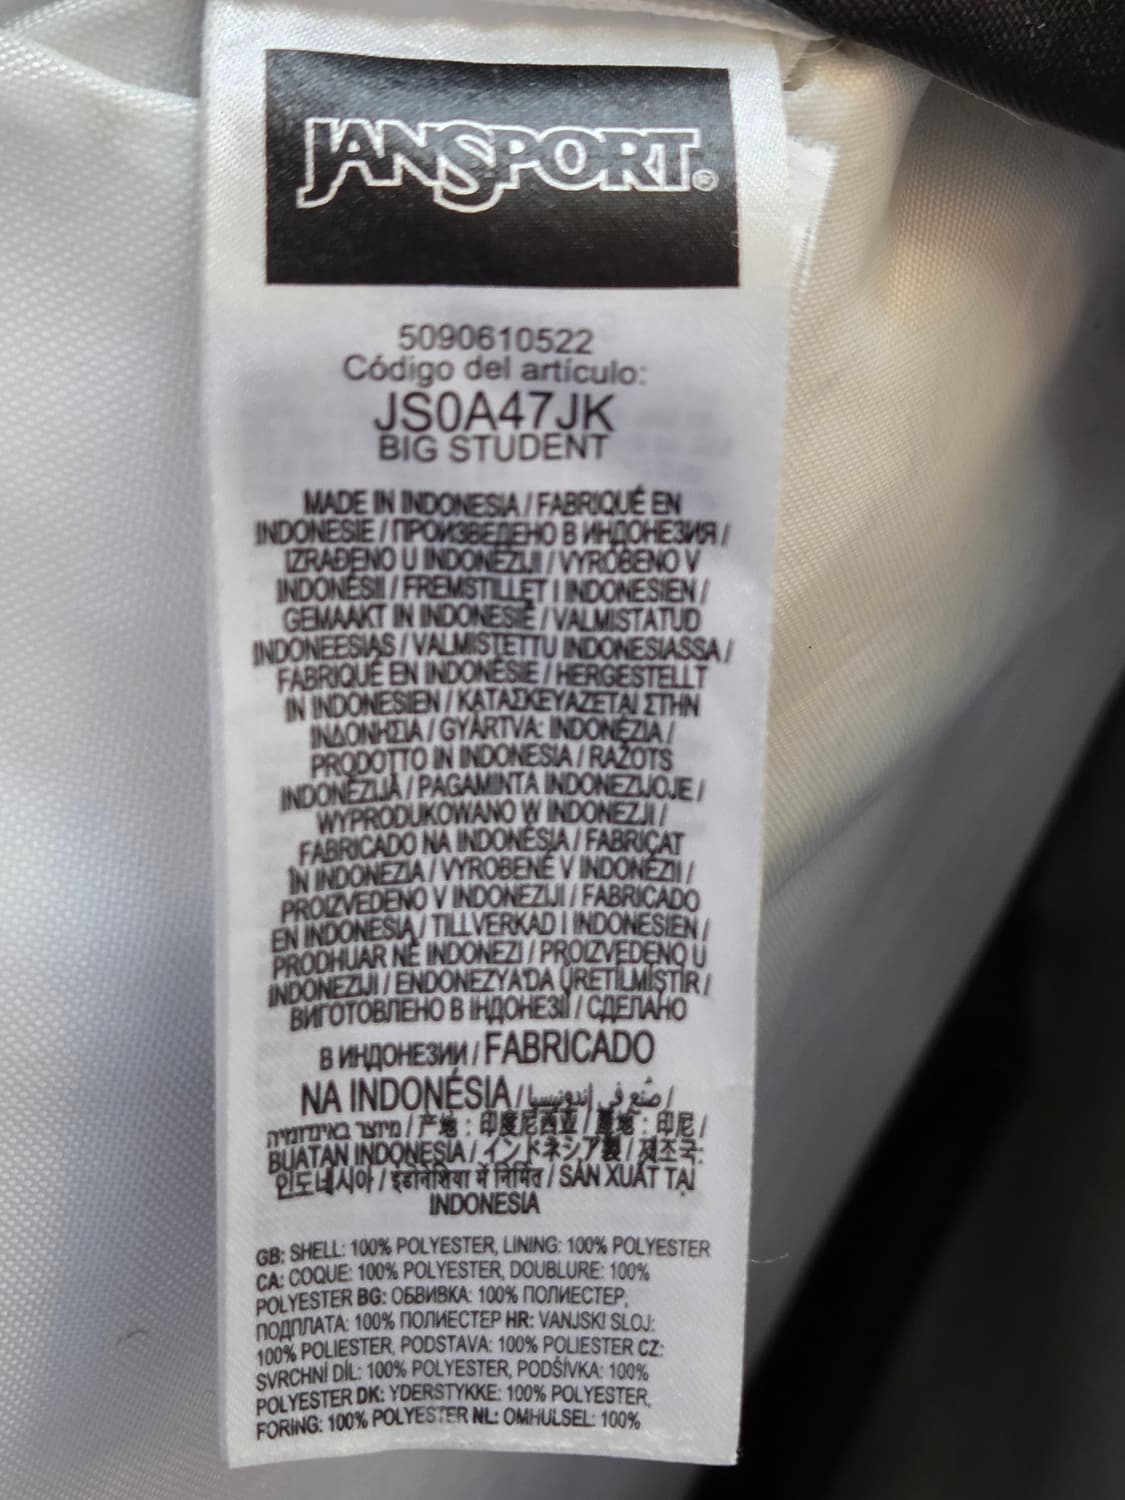 JANSPORT®
5090610522
Código del artículo:
JS0A47JK
BIG STUDENT
MADE IN INDONESIA / FABRIQUÉ EN
INDONESIE / ПРОИЗВЕДЕНО В ИНДОНЕЗИЯ /
IZRAĐENO U INDONEZIJI / VYROBENO V
INDONÉSII / FREMSTILLET I INDONESIEN /
GEMAAKT IN INDONESIË / VALMISTATUD
INDONEESIAS / VALMISTETTU INDONESIASSA /
FABRIQUÉ EN INDONÉSIE / HERGESTELLT
IN INDONESIEN / ΚΑΤΑΣΚΕΥΑΖΕΤΑΙ ΣΤΗΝ
ΙΝΔΟΝΗΣΙΑ / GYÁRTVA: INDONÉZIA /
PRODOTTO IN INDONESIA / RAŽOTS
INDONĒZIJĀ / PAGAMINTA INDONEZIJOJE /
WYPRODUKOWANO W INDONEZJI /
FABRICADO NA INDONÉSIA / FABRICAT
ÎN INDONEZIA / VYROBENÉ V INDONÉZII /
PROIZVEDENO V INDONEZIJI / FABRICADO
EN INDONESIA / TILLVERKAD I INDONESIEN /
PRODHUAR NË INDONEZI / PROIZVEDENO U
INDONEZIJI / ENDONEZYA'DA ÜRETİLMİŞTİR /
ВИГОТОВЛЕНО В ІНДОНЕЗІЇ / СДЕЛАНО
В ИНДОНЕЗИИ / FABRICADO
NA INDONÉSIA / صُنع في إندونيسيا /
מיוצר באינדונזיה / 产地 : 印度尼西亚 / 產地 : 印尼 /
BUATAN INDONESIA / インドネシア製 / 제조국:
인도네시아 / इंडोनेशिया में निर्मित / SẢN XUẤT TẠI
INDONESIA
GB: SHELL: 100% POLYESTER, LINING: 100% POLYESTER
CA: COQUE: 100% POLYESTER, DOUBLURE: 100%
POLYESTER BG: ОБВИВКА: 100% ПОЛИЕСТЕР,
ПОДПЛАТА: 100% ПОЛИЕСТЕР HR: VANJSKI SLOJ:
100% POLIESTER, PODSTAVA: 100% POLIESTER CZ:
SVRCHNÍ DÍL: 100% POLYESTER, PODŠÍVKA: 100%
POLYESTER DK: YDERSTYKKE: 100% POLYESTER,
FORING: 100% POLYESTER NL: OMHULSEL: 100%